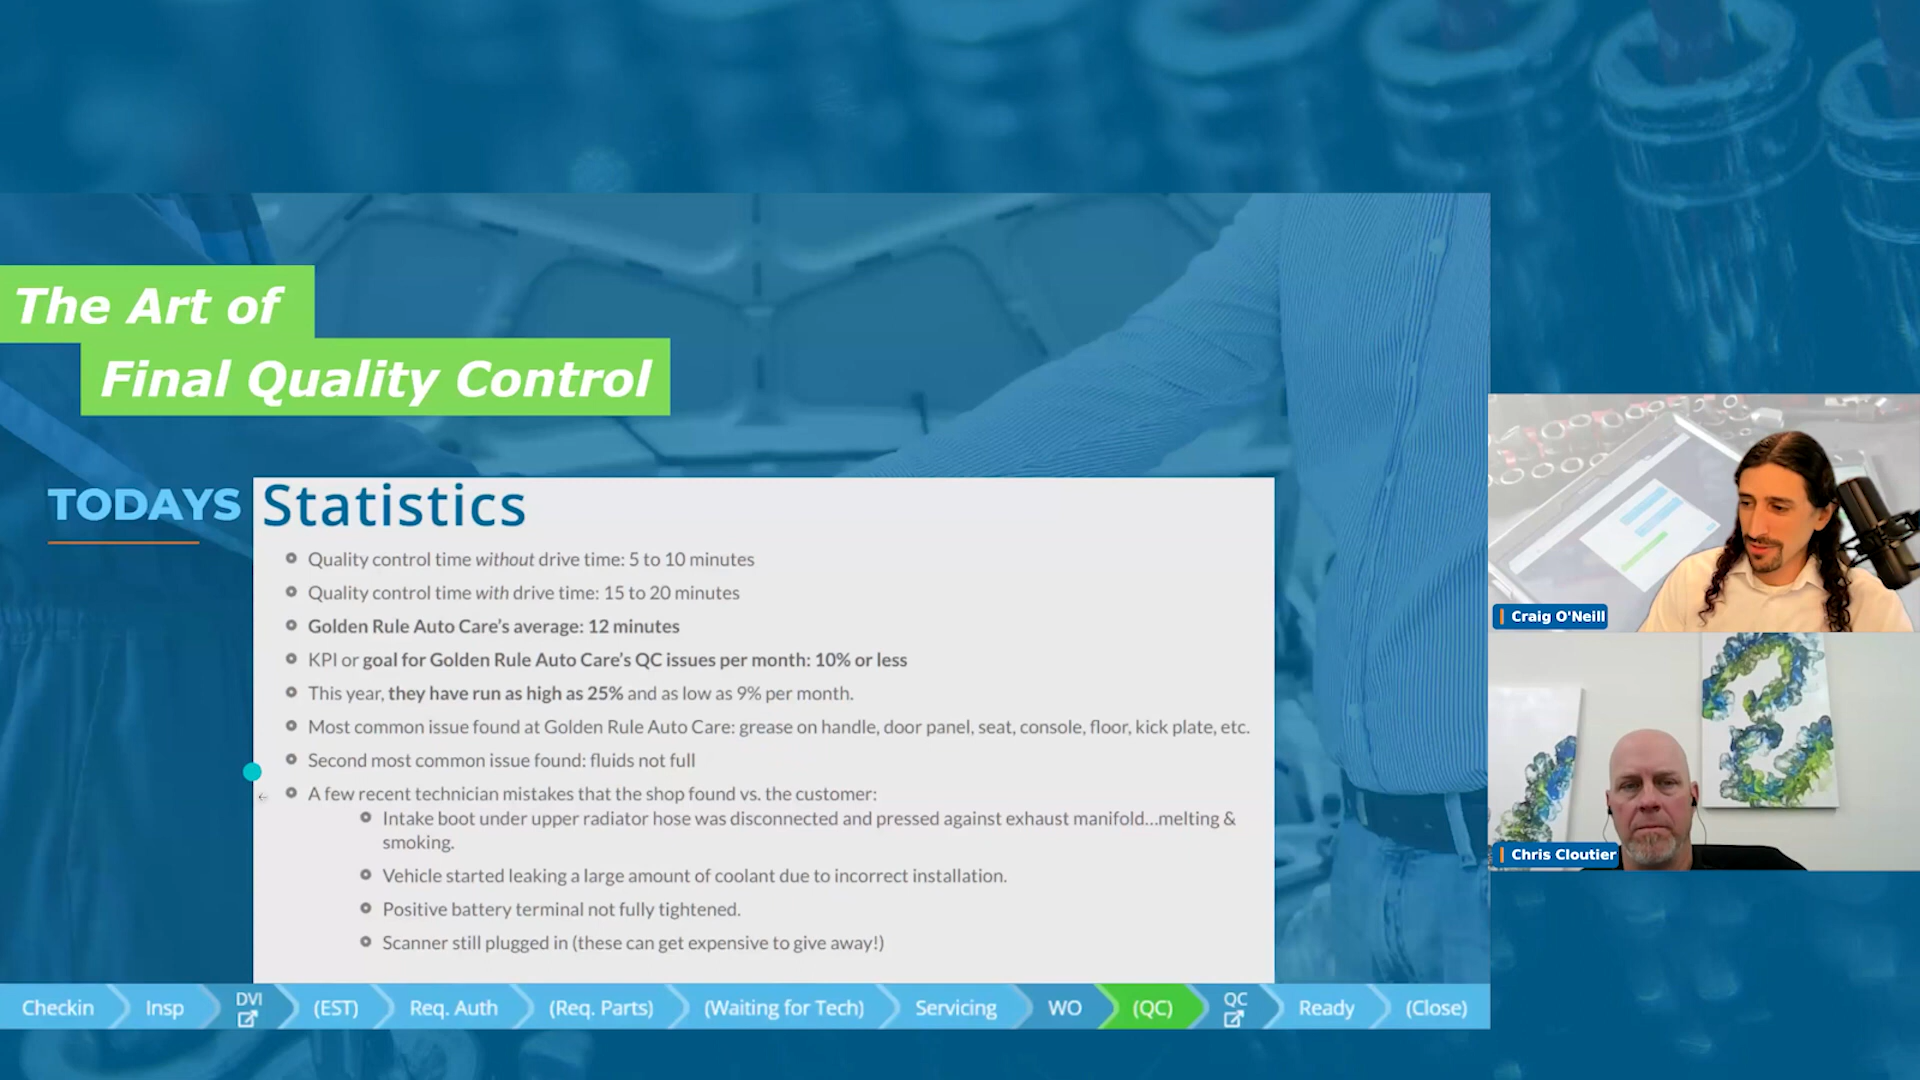 The Art of
Final Quality Control
TODAYS Statistics
Quality control time without drive time: 5 to 10 minutes
Quality control time with drive time: 15 to 20 minutes
Golden Rule Auto Care's average: 12 minutes
KPI or goal for Golden Rule Auto Care's QC issues per month: 10% or less
This year, they have run as high as 25% and as low as 9% per month.
Most common issue found at Golden Rule Auto Care: grease on handle, door panel, seat, console, floor, kick plate, etc.
Second most common issue found: fluids not full
A few recent technician mistakes that the shop found vs. the customer:
Intake boot under upper radiator hose was disconnected and pressed against exhaust manifold...melting &
smoking.
Vehicle started leaking a large amount of coolant due to incorrect installation.
Positive battery terminal not fully tightened.
Scanner still plugged in (these can get expensive to give away!)
Checkin Insp DVI (EST) Req. Auth (Req. Parts) (Waiting for Tech) Servicing WO (QC) QC Ready (Close)
Craig O'Neill
Chris Cloutier